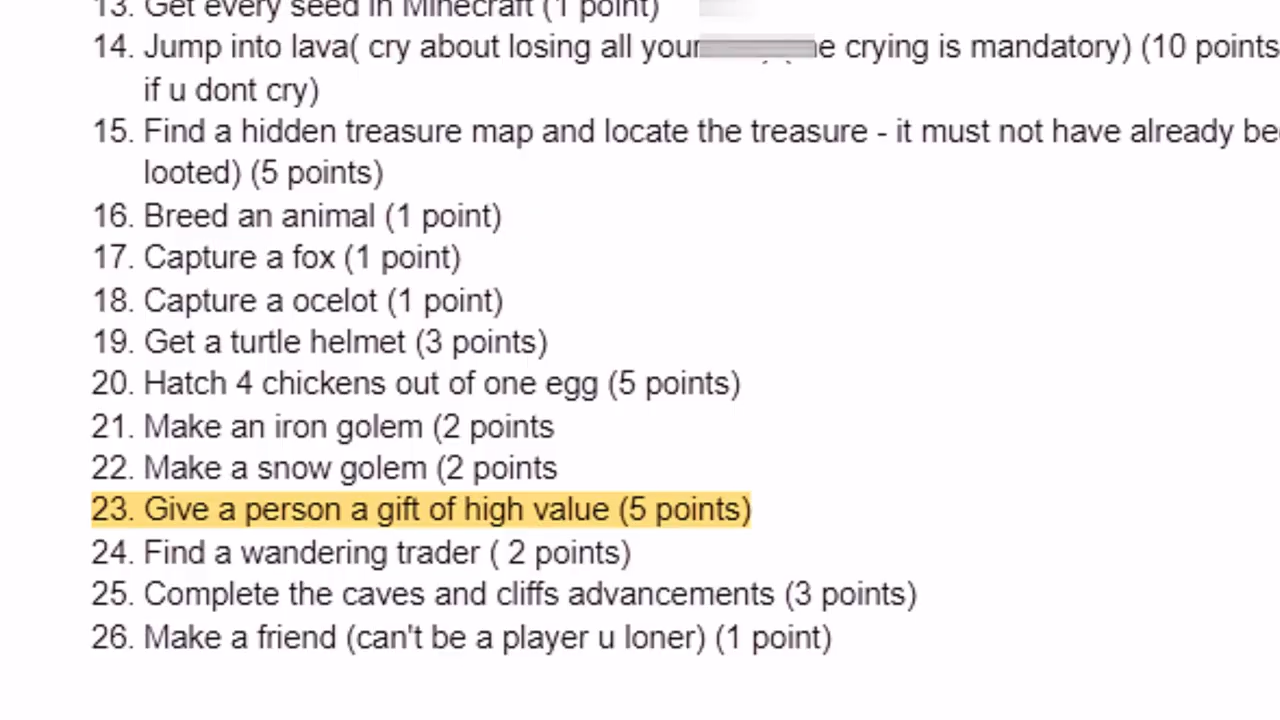 13. Get every seed in Minecraft (1 point)
14. Jump into lava( cry about losing all your crying is mandatory) (10 points
if u dont cry)
15. Find a hidden treasure map and locate the treasure - it must not have already
looted) (5 points)
16. Breed an animal (1 point)
17. Capture a fox (1 point)
18. Capture a ocelot (1 point)
19. Get a turtle helmet (3 points)
20. Hatch 4 chickens out of one egg (5 points)
21. Make an iron golem (2 points
22. Make a snow golem (2 points
23. Give a person a gift of high value (5 points)
24. Find a wandering trader ( 2 points)
25. Complete the caves and cliffs advancements (3 points)
26. Make a friend (can't be a player u loner) (1 point)